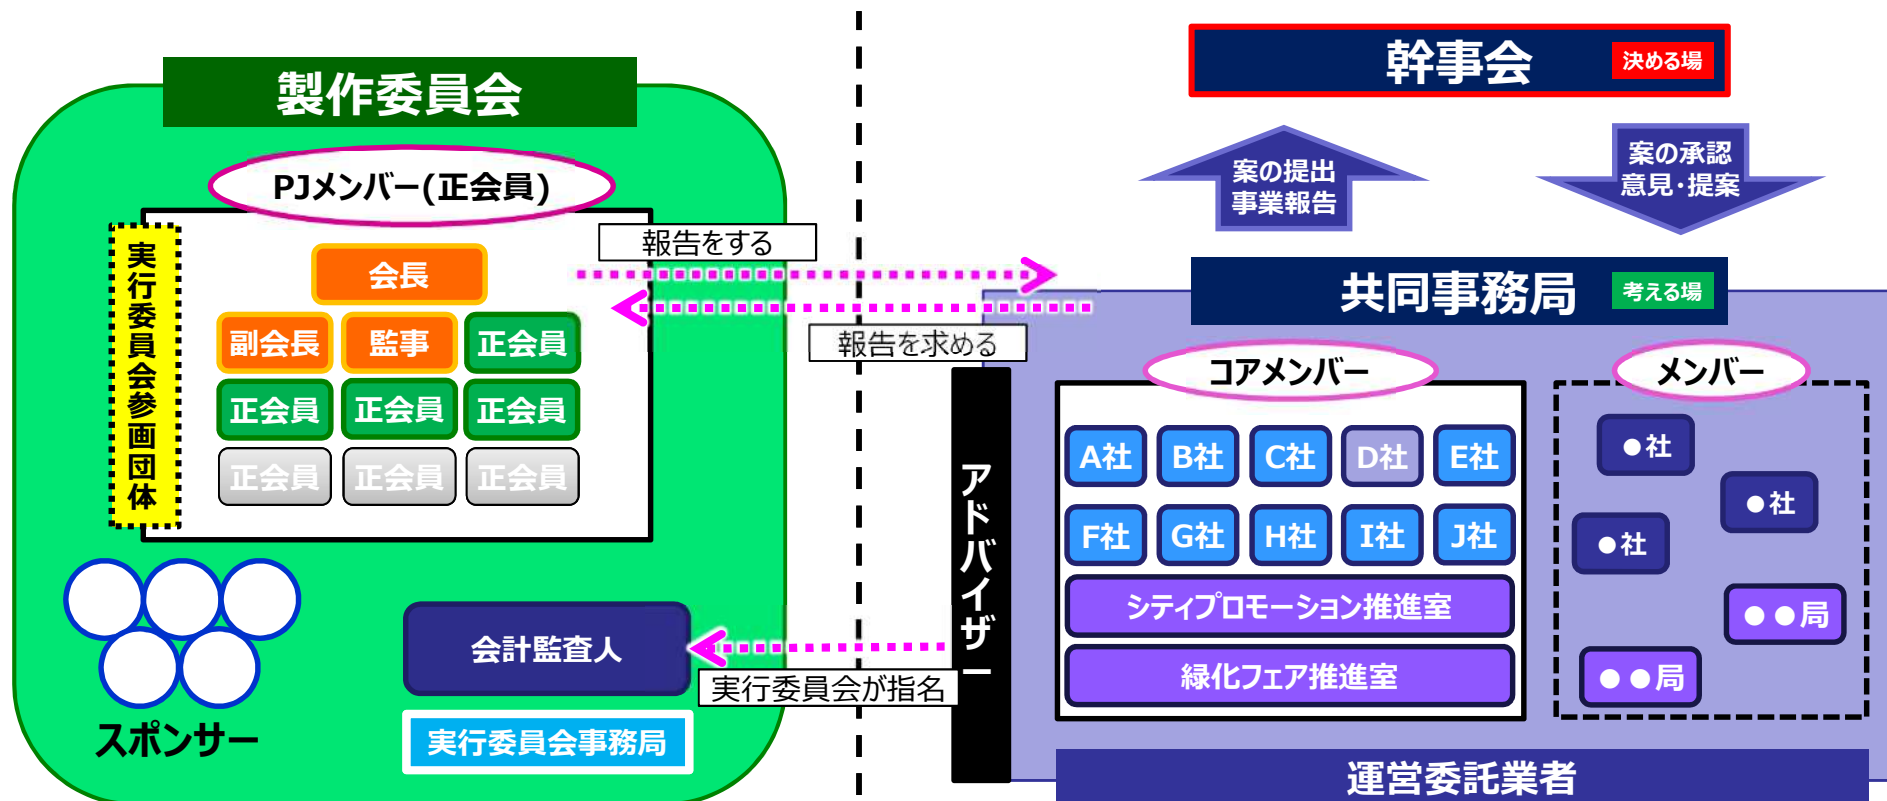 製作委員会
PJメンバー(正会員)
実行委員会参画団体
会長
副会長
監事
正会員
正会員
正会員
正会員
正会員
正会員
正会員
スポンサー
会計監査人
実行委員会事務局
報告をする
報告を求める
実行委員会が指名
幹事会
決める場
案の提出
事業報告
案の承認
意見・提案
共同事務局
考える場
アドバイザー
コアメンバー
A社
B社
C社
D社
E社
F社
G社
H社
I社
J社
シティプロモーション推進室
緑化フェア推進室
メンバー
●社
●社
●社
●●局
●●局
運営委託業者